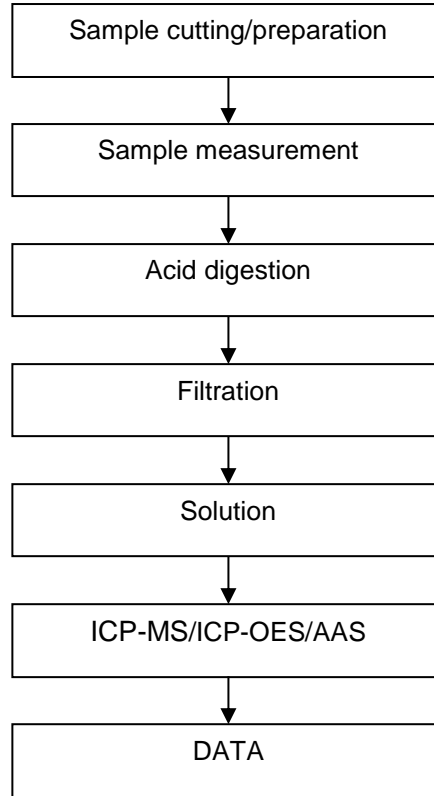 Sample cutting/preparation
Sample measurement
Acid digestion
Filtration
Solution
ICP-MS/ICP-OES/AAS
DATA